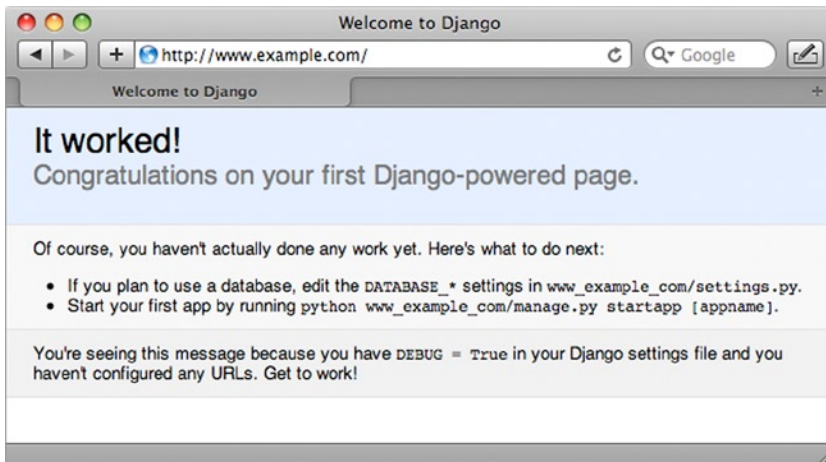 Welcome to Django
http://www.example.com/
Google
Welcome to Django
It worked!
Congratulations on your first Django-powered page.
Of course, you haven't actually done any work yet. Here's what to do next:
• If you plan to use a database, edit the DATABASE_* settings in www_example_com/settings.py.
• Start your first app by running python www_example_com/manage.py startapp [appname].
You're seeing this message because you have DEBUG = True in your Django settings file and you
haven't configured any URLs. Get to work!